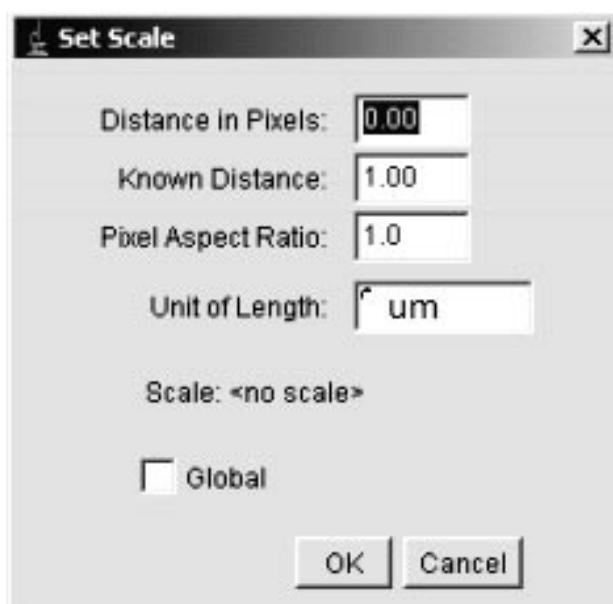 Set Scale
Distance in Pixels: 0.00
Known Distance: 1.00
Pixel Aspect Ratio: 1.0
Unit of Length: um
Scale: <no scale>
Global
OK Cancel